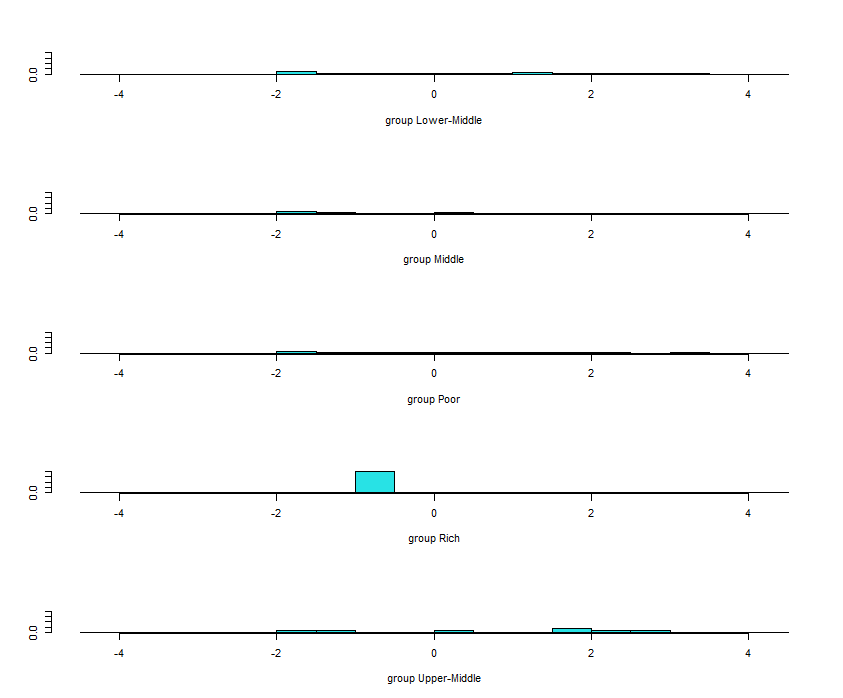 0.0
-4 -2 0 2 4
group Lower-Middle
0.0
-4 -2 0 2 4
group Middle
0.0
-4 -2 0 2 4
group Poor
0.0
-4 -2 0 2 4
group Rich
0.0
-4 -2 0 2 4
group Upper-Middle